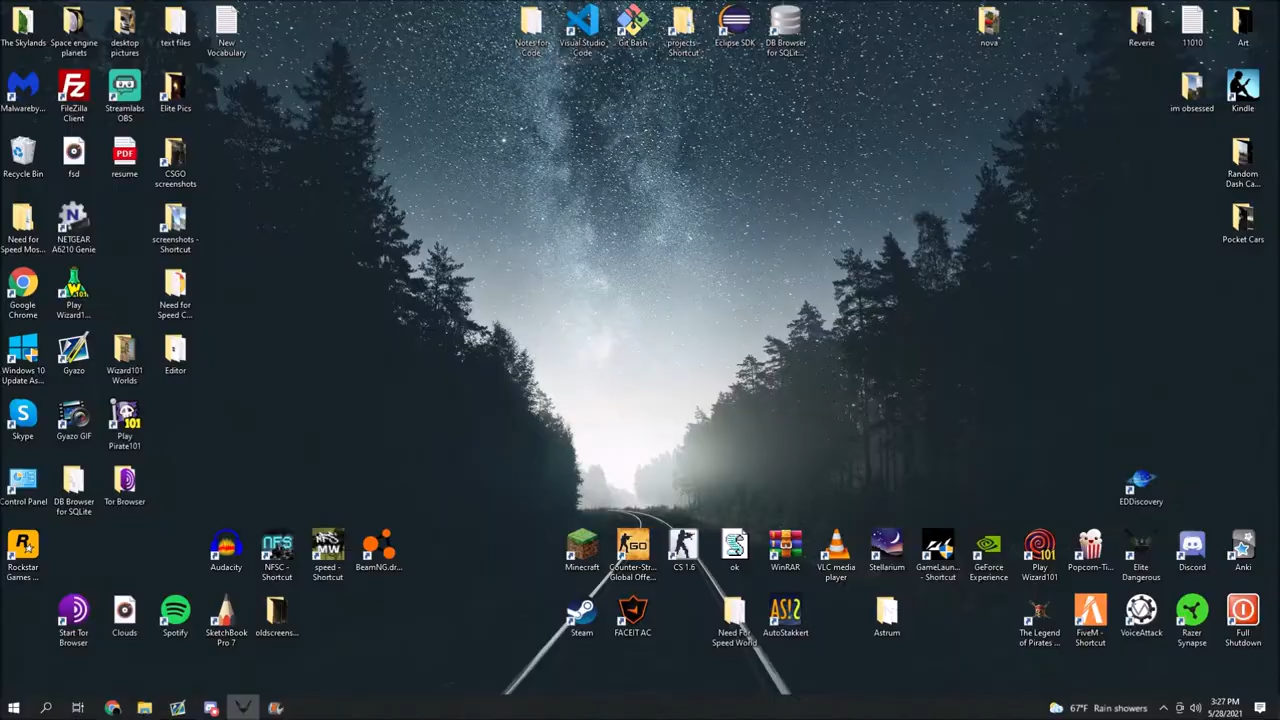 The Skylands
Space engine
planets
desktop
pictures
text files
New
Vocabulary
Notes for
Code
Visual Studio
Code
Git Bash
projects -
Shortcut
Eclipse SDK
DB Browser
for SQLit...
nova
Reverie
11010
Art
Malwareby...
FileZilla
Client
Streamlabs
OBS
Elite Pics
im obsessed
Kindle
Recycle Bin
fsd
PDF
resume
CSGO
screenshots
Random
Dash Ca...
Need for
Speed Mos...
N
NETGEAR
A6210 Genie
screenshots -
Shortcut
Pocket Cars
Google
Chrome
Play
Wizard1...
Need for
Speed C...
Windows 10
Update As...
Gyazo
Wizard101
Worlds
Editor
Skype
Gyazo GIF
101
Play
Pirate101
Control Panel
DB Browser
for SQLite
Tor Browser
EDDiscovery
Rockstar
Games ...
Audacity
NFS
NFSC -
Shortcut
MW
speed -
Shortcut
BeamNG.dr...
Minecraft
GO
Counter-Str...
Global Offe...
CS 1.6
ok
WinRAR
VLC media
player
Stellarium
GameLaun...
- Shortcut
GeForce
Experience
101
Play
Wizard101
Popcorn-Ti...
Elite
Dangerous
Discord
Anki
Start Tor
Browser
Clouds
Spotify
SketchBook
Pro 7
oldscreens...
Steam
FACEIT AC
Need For
Speed World
AS!2
AutoStakkert
Astrum
The Legend
of Pirates ...
FiveM -
Shortcut
VoiceAttack
Razer
Synapse
Full
Shutdown
67°F Rain showers
3:27 PM
5/28/2021